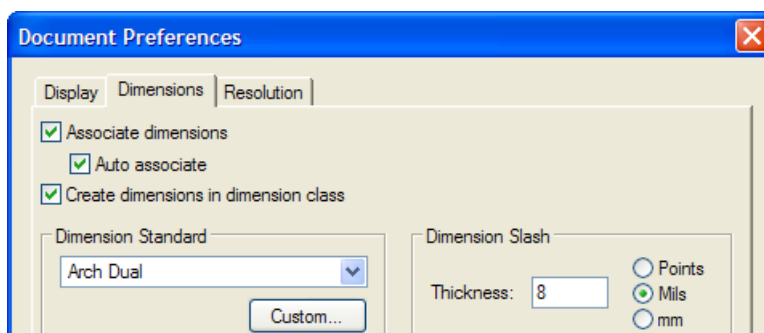 Document Preferences
Display Dimensions Resolution
Associate dimensions
Auto associate
Create dimensions in dimension class
Dimension Standard
Arch Dual
Custom...
Dimension Slash
Thickness: 8
Points
Mils
mm